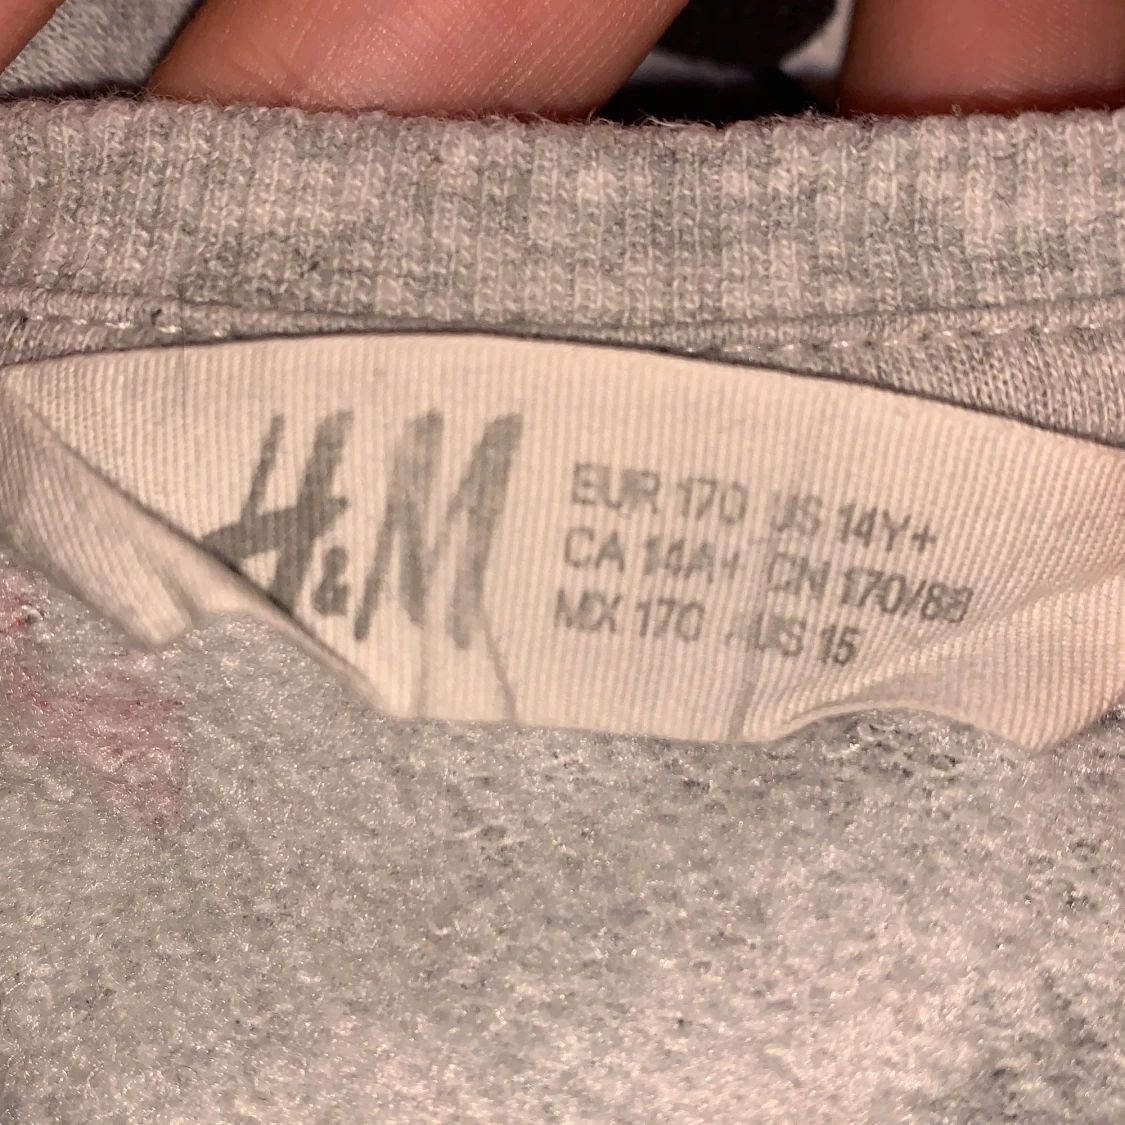 H&M
EUR 170 US 14Y+
CA 14A+ CN 170/88
MX 170 AUS 15